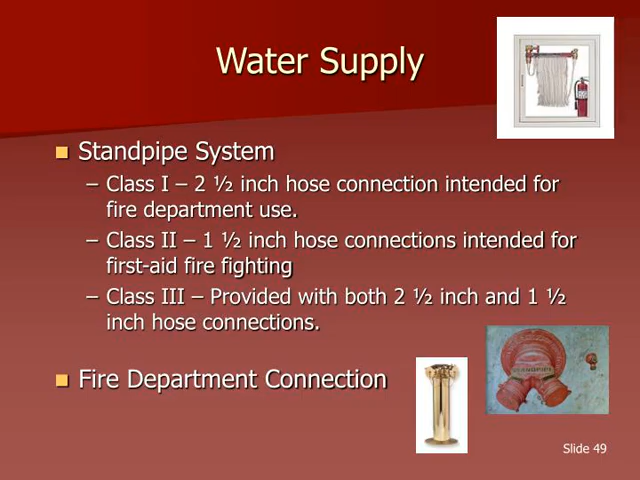 Water Supply
Standpipe System
– Class I – 2 ½ inch hose connection intended for
fire department use.
– Class II – 1 ½ inch hose connections intended for
first-aid fire fighting
– Class III – Provided with both 2 ½ inch and 1 ½
inch hose connections.
Fire Department Connection
STANDPIPE
Slide 49